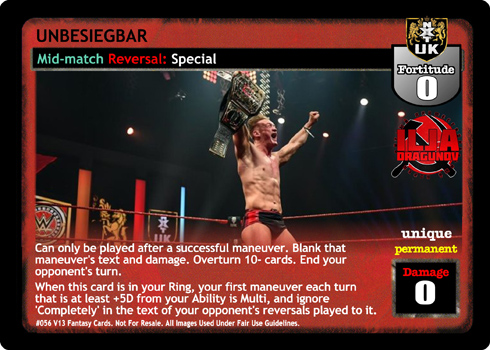 UNBESIEGBAR
NXT
UK
Mid-match Reversal: Special
Fortitude
0
ILJA
DRAGUNOV
W
NXT
UK
unique
permanent
Can only be played after a successful maneuver. Blank that
maneuver's text and damage. Overturn 10- cards. End your
opponent's turn.
Damage
0
When this card is in your Ring, your first maneuver each turn
that is at least +5D from your Ability is Multi, and ignore
'Completely' in the text of your opponent's reversals played to it.
#056 V13 Fantasy Cards. Not For Resale. All Images Used Under Fair Use Guidelines.